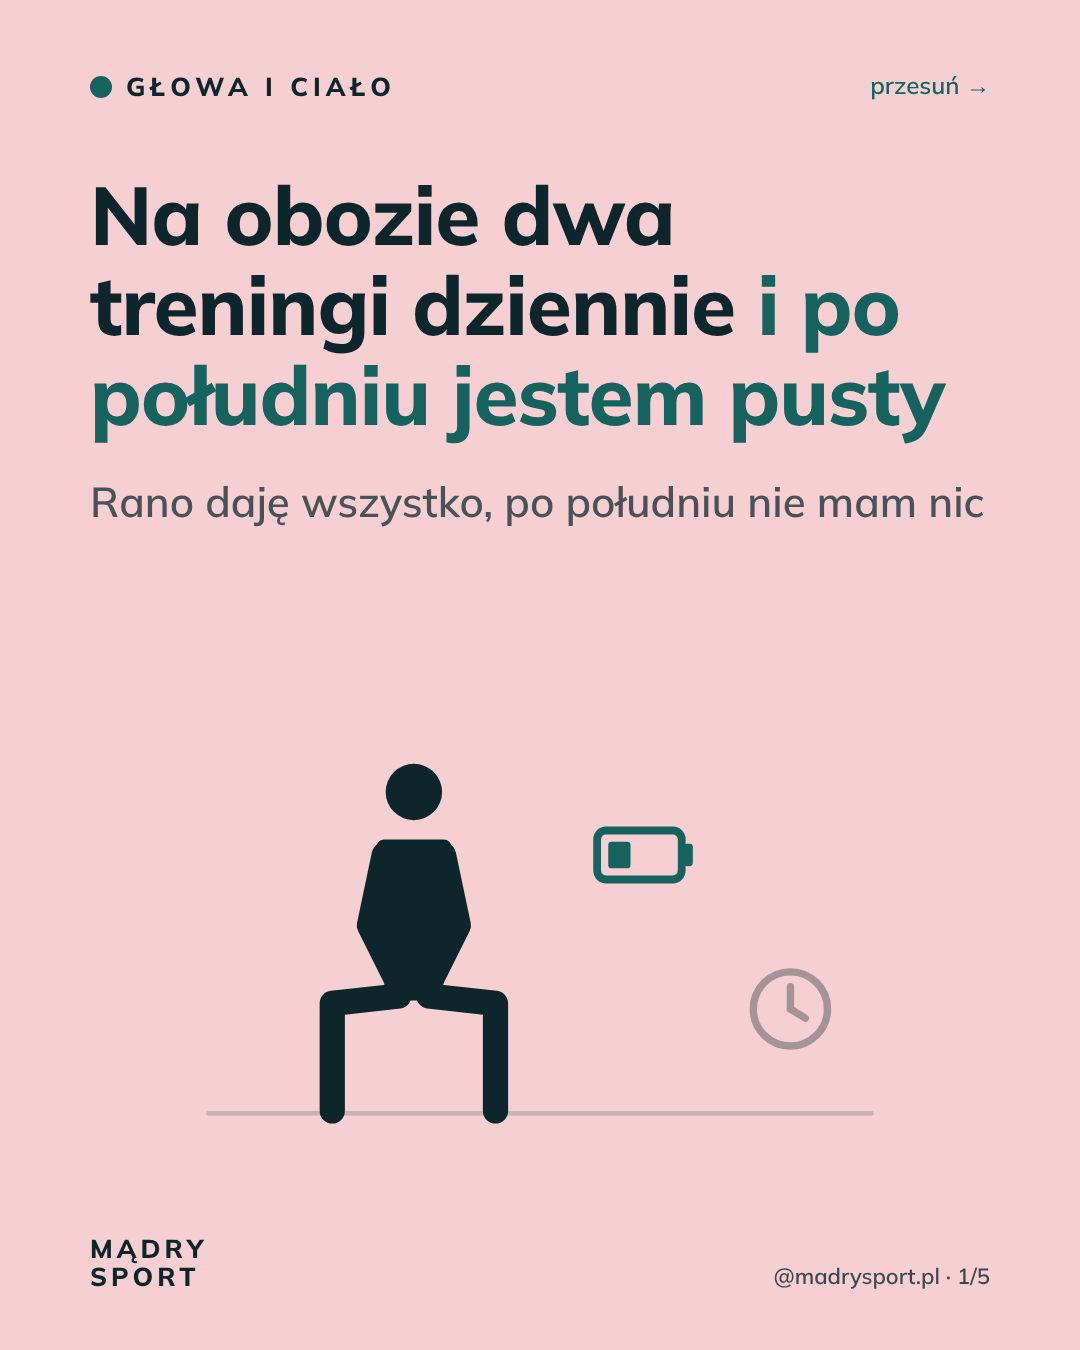 GŁOWA I CIAŁO
przesuń →
Na obozie dwa
treningi dziennie i po
południu jestem pusty
Rano daję wszystko, po południu nie mam nic
MĄDRY
SPORT
@madrysport.pl · 1/5